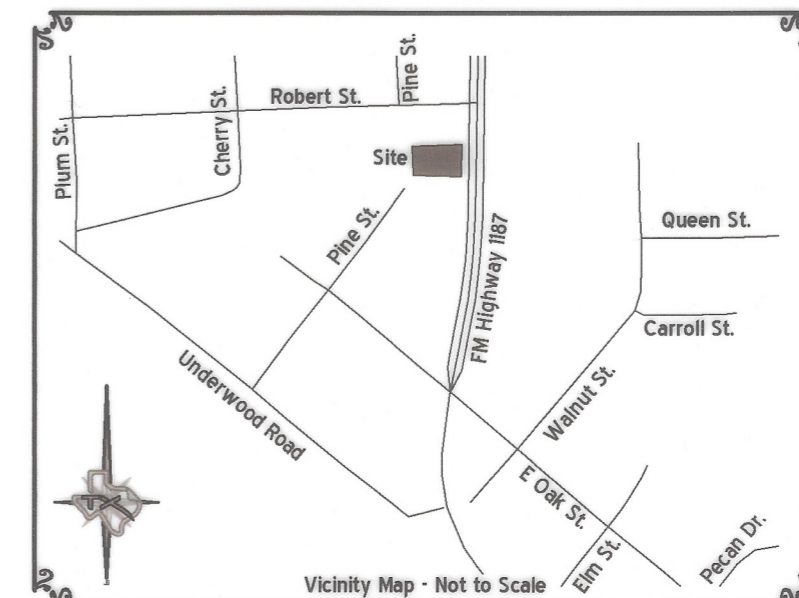 Pine St.
Robert St.
Plum St.
Cherry St.
Site
Pine St.
FM Highway 1187
Queen St.
Carroll St.
Underwood Road
Walnut St.
E Oak St.
Elm St.
Pecan Dr.
TX
Vicinity Map - Not to Scale